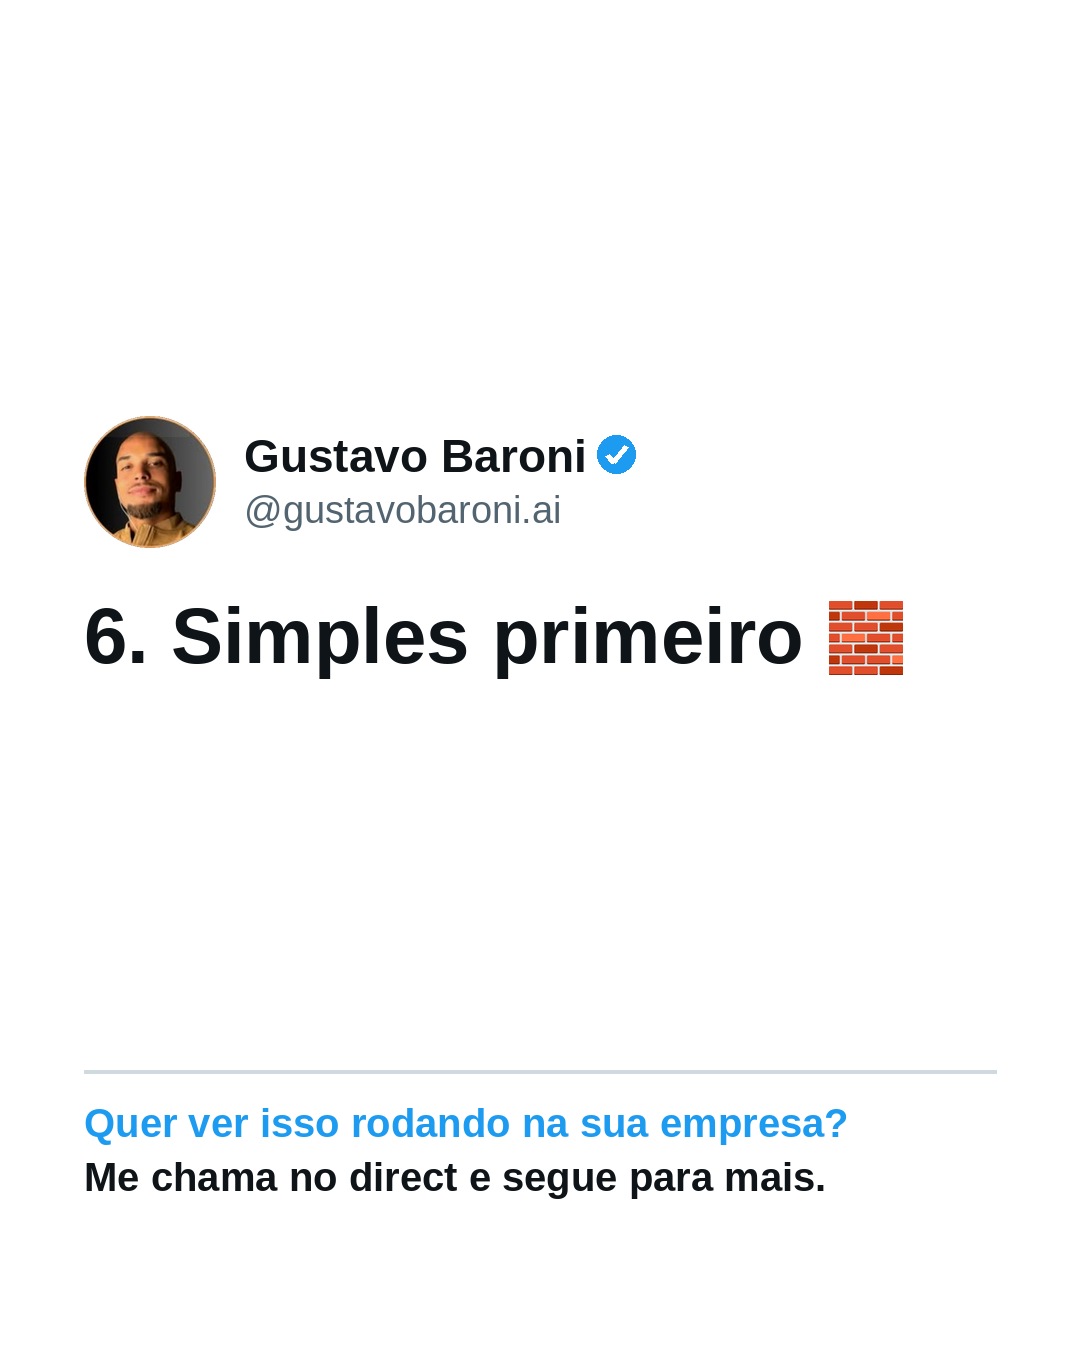 Gustavo Baroni
@gustavobaroni.ai
6. Simples primeiro 🧱
Quer ver isso rodando na sua empresa?
Me chama no direct e segue para mais.